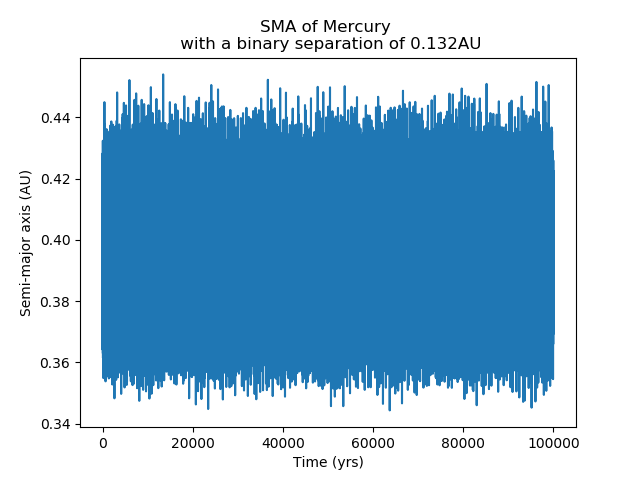 SMA of Mercury
with a binary separation of 0.132AU
Semi-major axis (AU)
0.44
0.42
0.40
0.38
0.36
0.34
0 20000 40000 60000 80000 100000
Time (yrs)